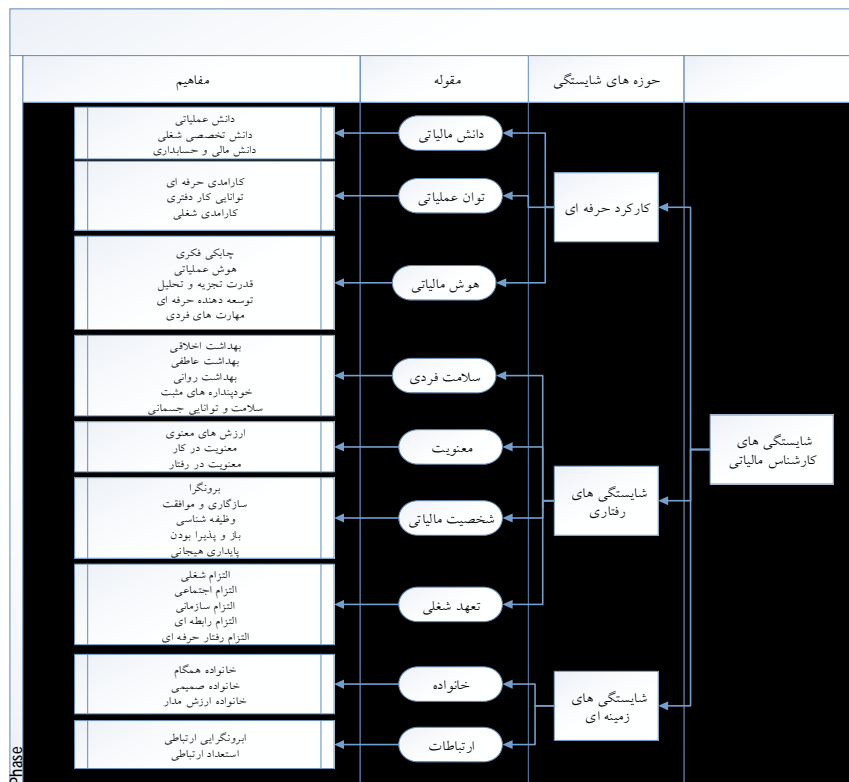 حوزه های شایستگی
مقوله
مفاهیم
شایستگی های
کارشناس مالیاتی
کارکرد حرفه ای
دانش مالیاتی
دانش عملیاتی
دانش تخصصی شغلی
دانش مالی و حسابداری
توان عملیاتی
کارامدی حرفه ای
توانایی کار دفتری
کارامدی شغلی
هوش مالیاتی
چابکی فکری
هوش عملیاتی
قدرت تجزیه و تحلیل
توسعه دهنده حرفه ای
مهارت های فردی
شایستگی های
رفتاری
سلامت فردی
بهداشت اخلاقی
بهداشت عاطفی
بهداشت روانی
خودپنداره های مثبت
سلامت و توانایی جسمانی
معنویت
ارزش های معنوی
معنویت در کار
معنویت در رفتار
شخصیت مالیاتی
برونگرا
سازگاری و موافقت
وظیفه شناسی
باز و پذیرا بودن
پایداری هیجانی
تعهد شغلی
التزام شغلی
التزام اجتماعی
التزام سازمانی
التزام رابطه ای
التزام رفتار حرفه ای
شایستگی های
زمینه ای
خانواده
خانواده همگام
خانواده صمیمی
خانواده ارزش مدار
ارتباطات
ابرونگرایی ارتباطی
استعداد ارتباطی
Phase